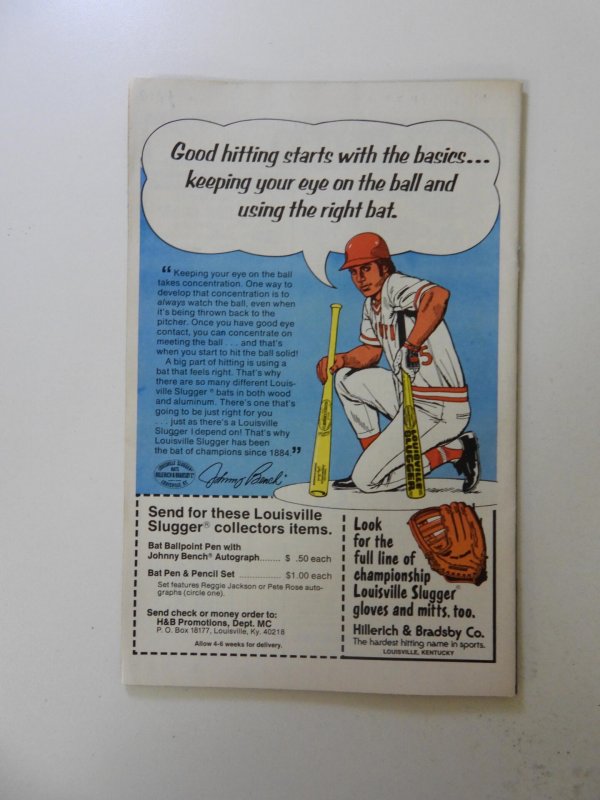 Good hitting starts with the basics...
keeping your eye on the ball and
using the right bat.
“Keeping your eye on the ball
takes concentration. One way to
develop that concentration is to
always watch the ball, even when
it's being thrown back to the
pitcher. Once you have good eye
contact, you can concentrate on
meeting the ball . . . and that's
when you start to hit the ball solid!
A big part of hitting is using a
bat that feels right. That's why
there are so many different Louis-
ville Slugger® bats in both wood
and aluminum. There's one that's
going to be just right for you
. . . just as there's a Louisville
Slugger I depend on! That's why
Louisville Slugger has been
the bat of champions since 1884.”
Johnny Bench
5
LOUISVILLE
SLUGGER
Send for these Louisville
Slugger® collectors items.
Bat Ballpoint Pen with
Johnny Bench® Autograph....... $ .50 each
Bat Pen & Pencil Set .............. $1.00 each
Set features Reggie Jackson or Pete Rose auto-
graphs (circle one).
Send check or money order to:
H&B Promotions, Dept. MC
P. O. Box 18177, Louisville, Ky. 40218
Allow 4-6 weeks for delivery.
Look
for the
full line of
championship
Louisville Slugger®
gloves and mitts, too.
Hillerich & Bradsby Co.
The hardest hitting name in sports.
LOUISVILLE, KENTUCKY